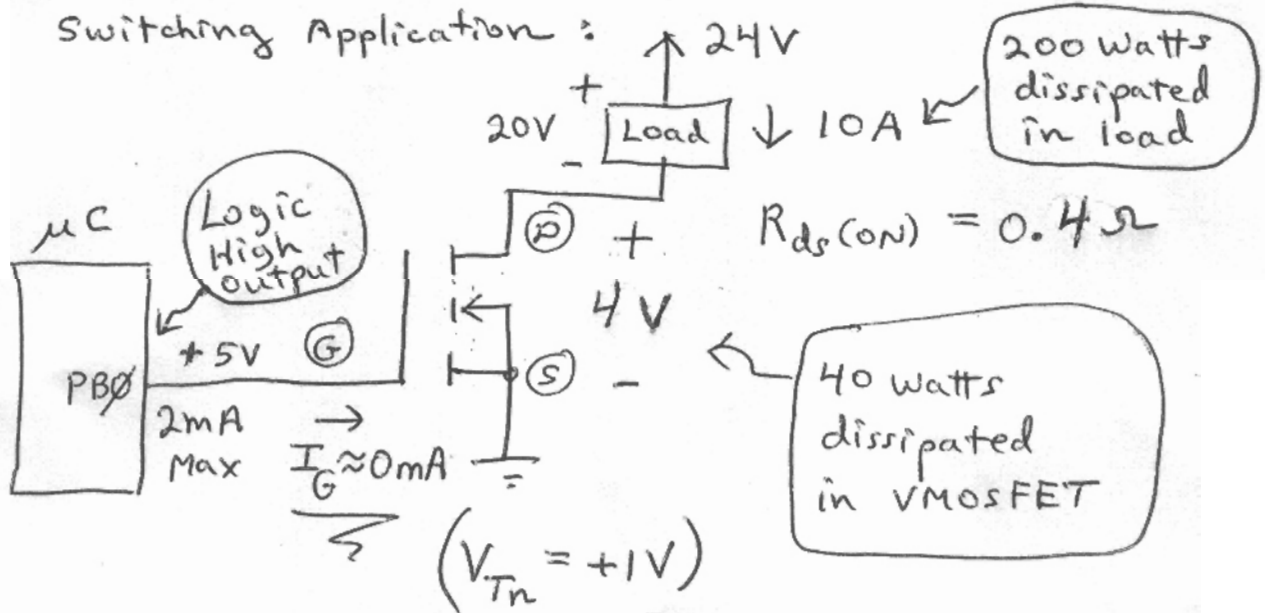 Switching Application :
24V
+
20V
-
Load
↓ 10A
200 Watts
dissipated
in load
Rds(ON) = 0.4Ω
μC
Logic
High
output
+5V
G
D
+
4V
-
S
PBØ
2mA
Max
→
IG≈0mA
40 Watts
dissipated
in VMOSFET
(VTn = +1V)